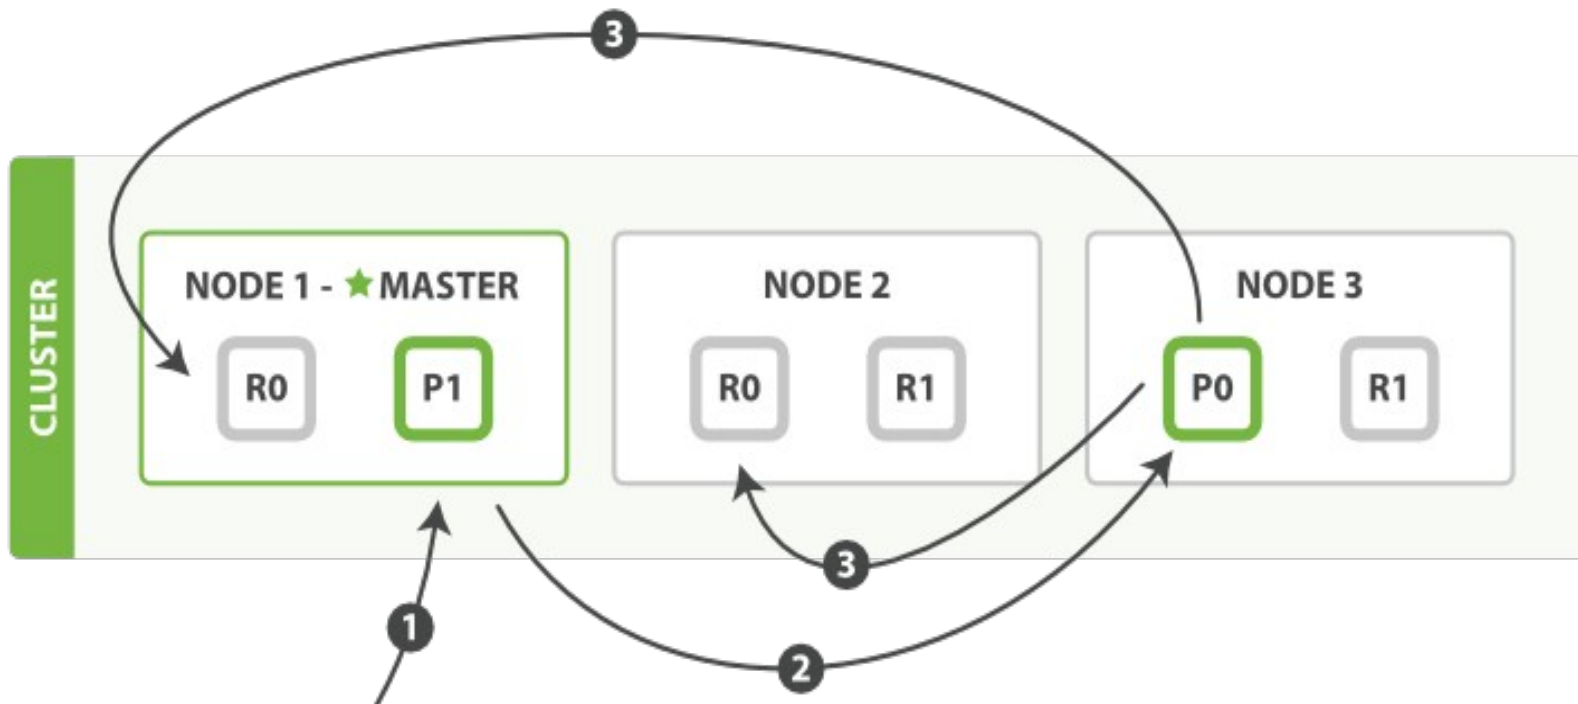 3
CLUSTER
NODE 1 - ★ MASTER
NODE 2
NODE 3
R0
P1
R0
R1
P0
R1
3
1
2